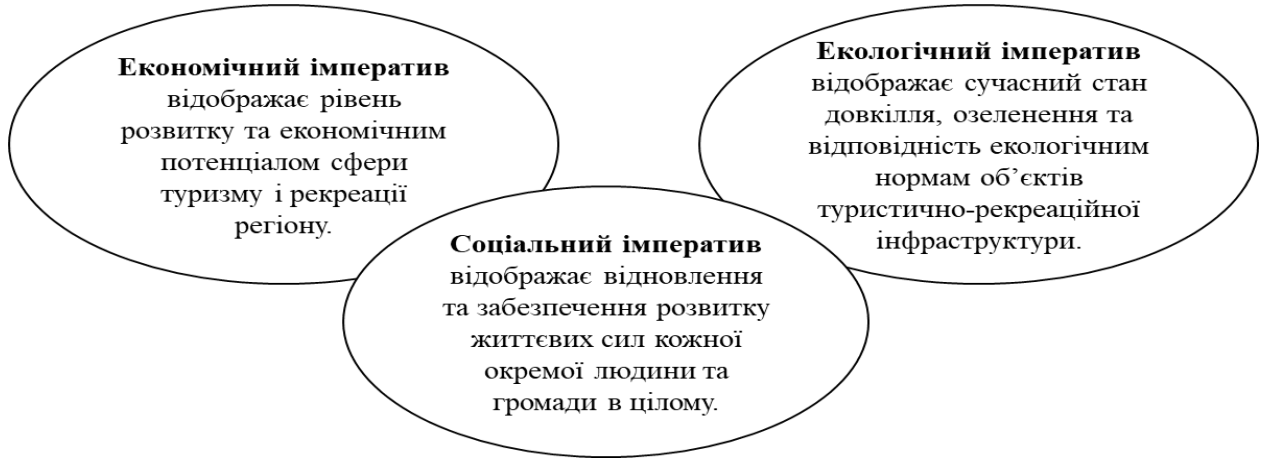 Економічний імператив
відображає рівень
розвитку та економічним
потенціалом сфери
туризму і рекреації
регіону.
Екологічний імператив
відображає сучасний стан
довкілля, озеленення та
відповідність екологічним
нормам об’єктів
туристично-рекреаційної
інфраструктури.
Соціальний імператив
відображає відновлення
та забезпечення розвитку
життєвих сил кожної
окремої людини та
громади в цілому.